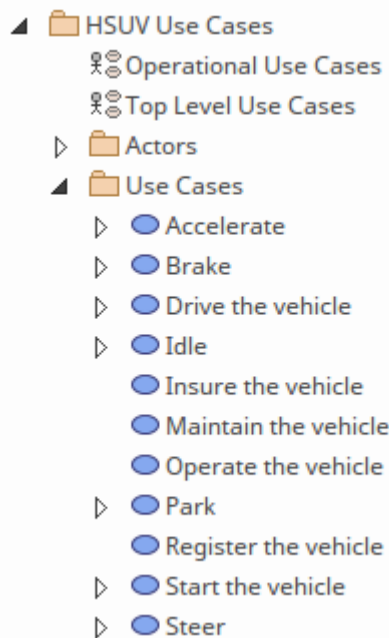 HSUV Use Cases
Operational Use Cases
Top Level Use Cases
Actors
Use Cases
Accelerate
Brake
Drive the vehicle
Idle
Insure the vehicle
Maintain the vehicle
Operate the vehicle
Park
Register the vehicle
Start the vehicle
Steer